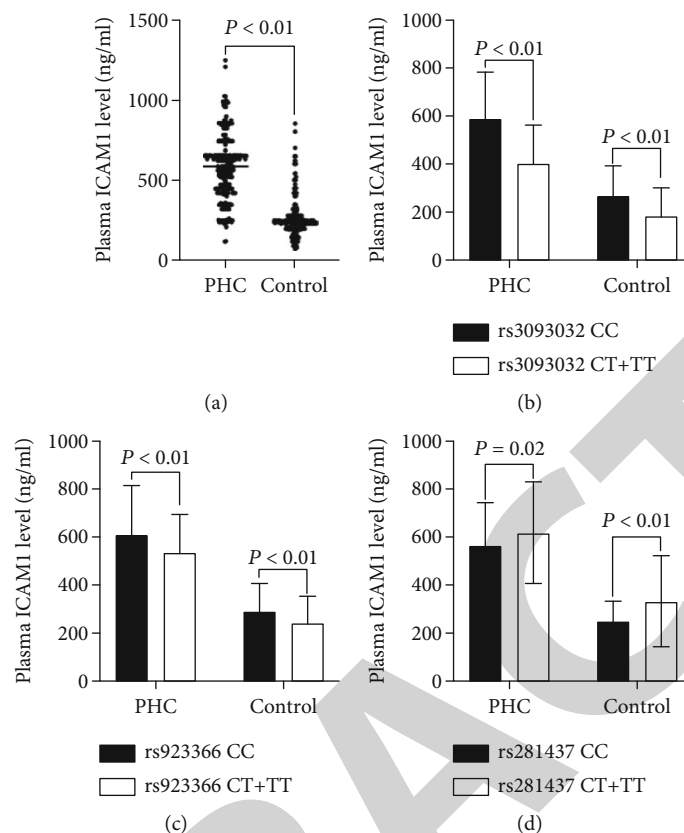 1500
1000
500
0
Plasma ICAM1 level (ng/ml)
P < 0.01
PHC
Control
(a)
1000
800
600
400
200
0
Plasma ICAM1 level (ng/ml)
P < 0.01
P < 0.01
PHC
Control
rs3093032 CC
rs3093032 CT+TT
(b)
1000
800
600
400
200
0
Plasma ICAM1 level (ng/ml)
P < 0.01
P < 0.01
PHC
Control
rs923366 CC
rs923366 CT+TT
(c)
1000
800
600
400
200
0
Plasma ICAM1 level (ng/ml)
P = 0.02
P < 0.01
PHC
Control
rs281437 CC
rs281437 CT+TT
(d)